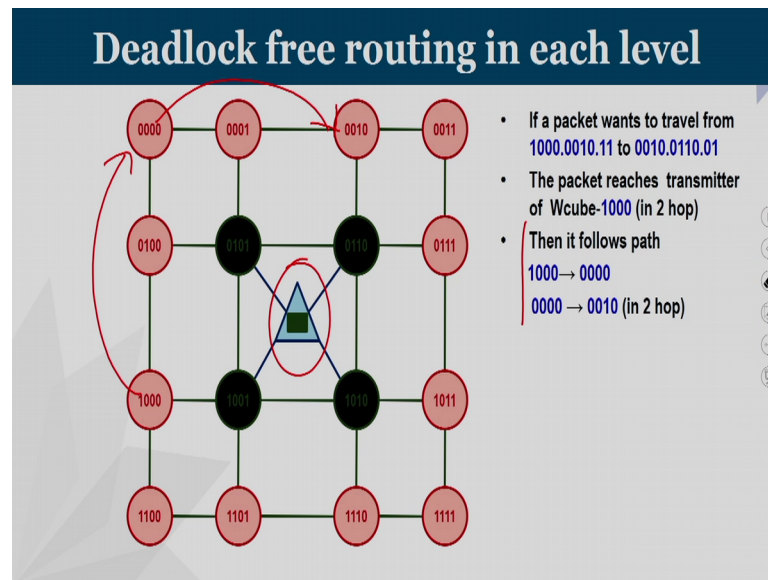 Deadlock free routing in each level
0000 0001 0010 0011
0100 0101 0110 0111
1000 1001 1010 1011
1100 1101 1110 1111
• If a packet wants to travel from
1000.0010.11 to 0010.0110.01
• The packet reaches transmitter
of Wcube-1000 (in 2 hop)
• Then it follows path
1000→ 0000
0000 → 0010 (in 2 hop)